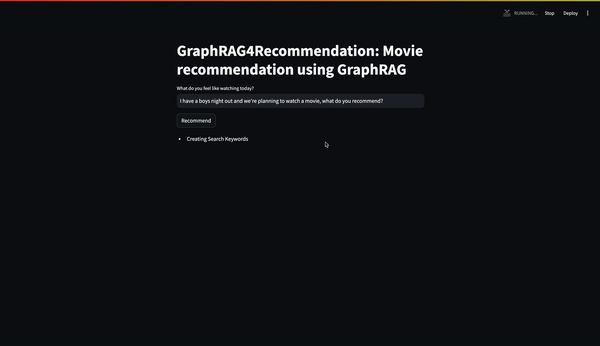 RUNNING...
Stop
Deploy
GraphRAG4Recommendation: Movie
recommendation using GraphRAG
What do you feel like watching today?
I have a boys night out and we're planning to watch a movie, what do you recommend?
Recommend
Creating Search Keywords